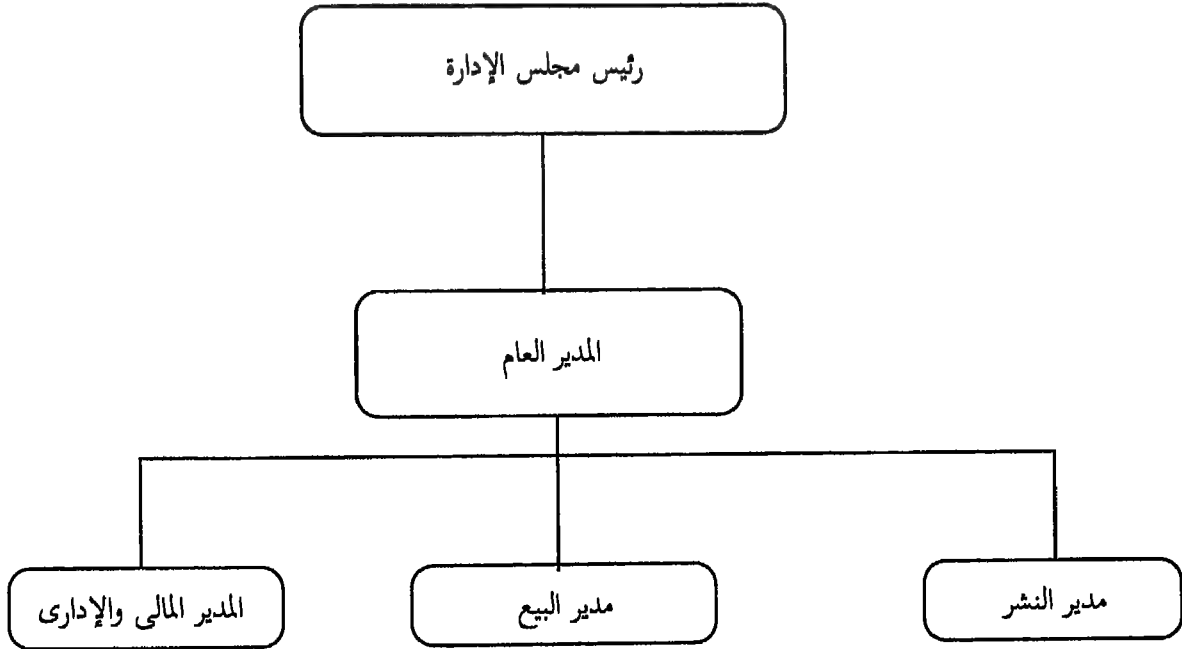 رئيس مجلس الإدارة
المدير العام
مدير النشر
مدير البيع
المدير المالى والإدارى